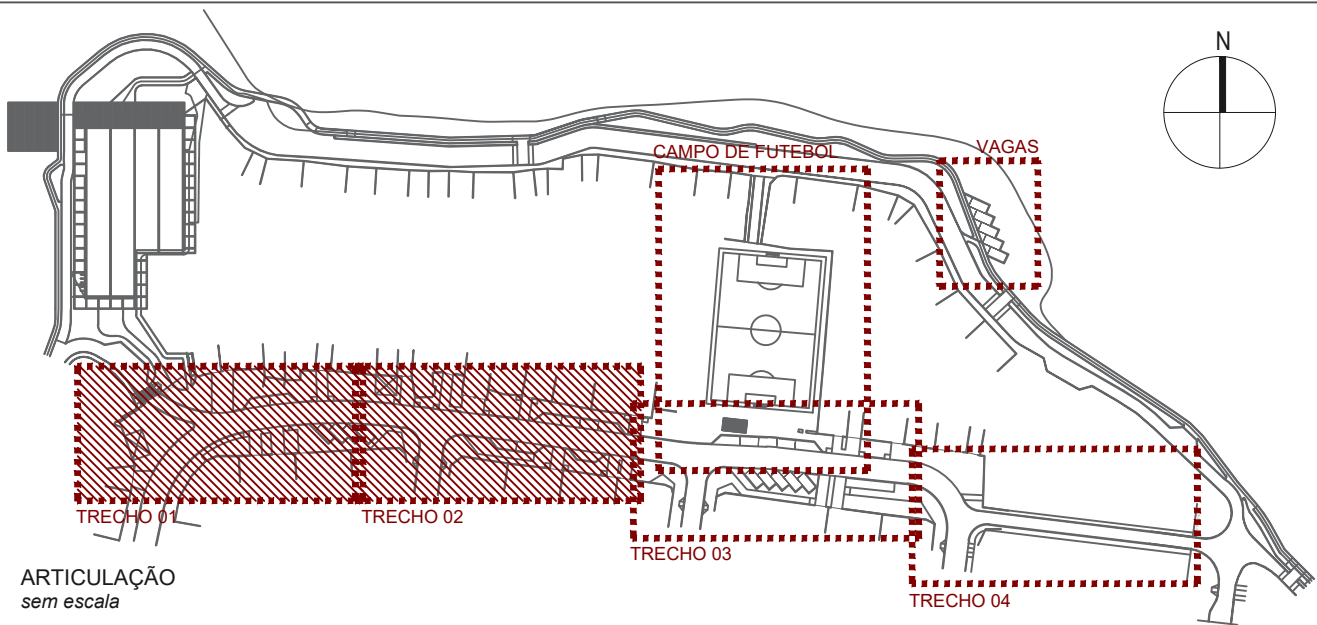 N
CAMPO DE FUTEBOL
VAGAS
TRECHO 01
TRECHO 02
TRECHO 03
TRECHO 04
ARTICULAÇÃO
sem escala